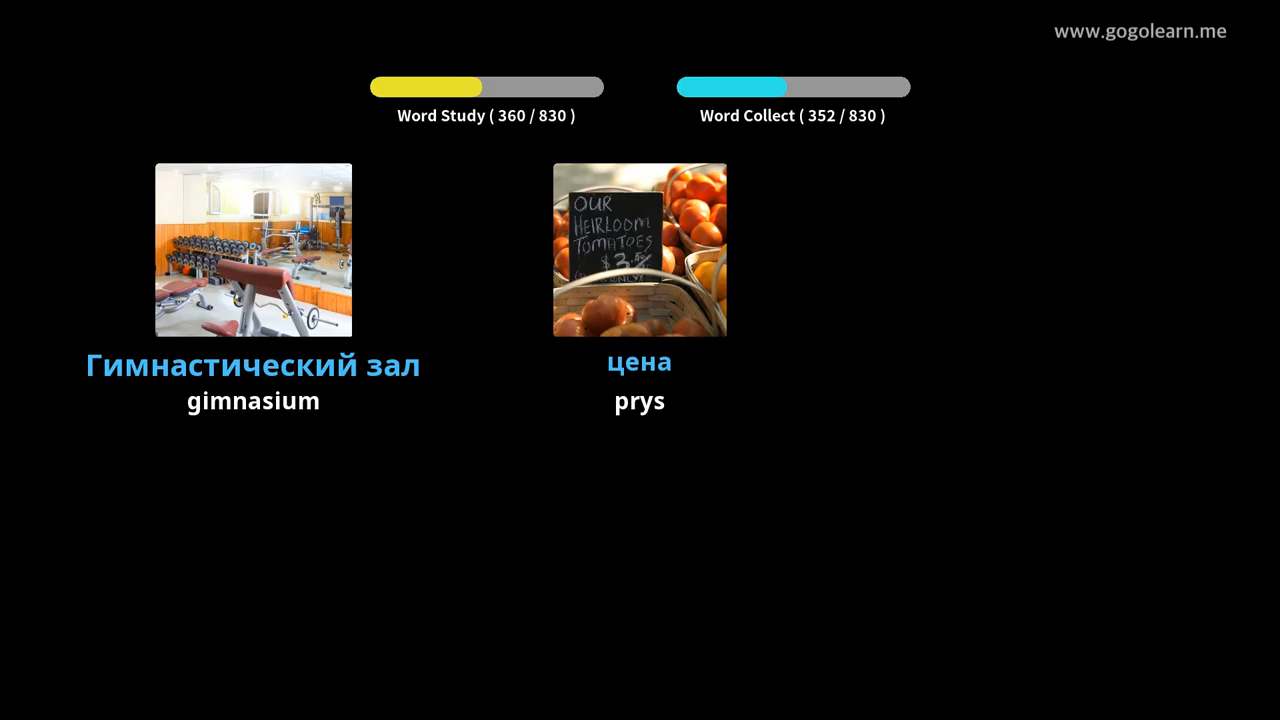 www.gogolearn.me
Word Study ( 360 / 830 )
Word Collect ( 352 / 830 )
OUR
HEIRLOOM
TOMATOES
Гимнастический зал
gimnasium
цена
prys